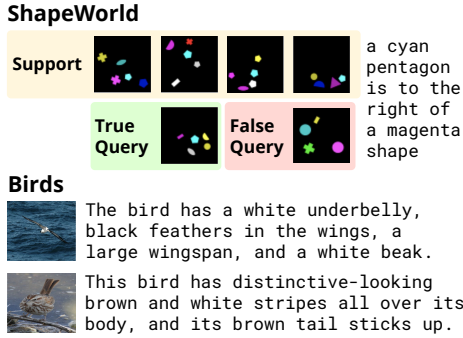 ShapeWorld
Support
a cyan
pentagon
is to the
right of
a magenta
shape
True
Query
False
Query
Birds
The bird has a white underbelly,
black feathers in the wings, a
large wingspan, and a white beak.
This bird has distinctive-looking
brown and white stripes all over its
body, and its brown tail sticks up.